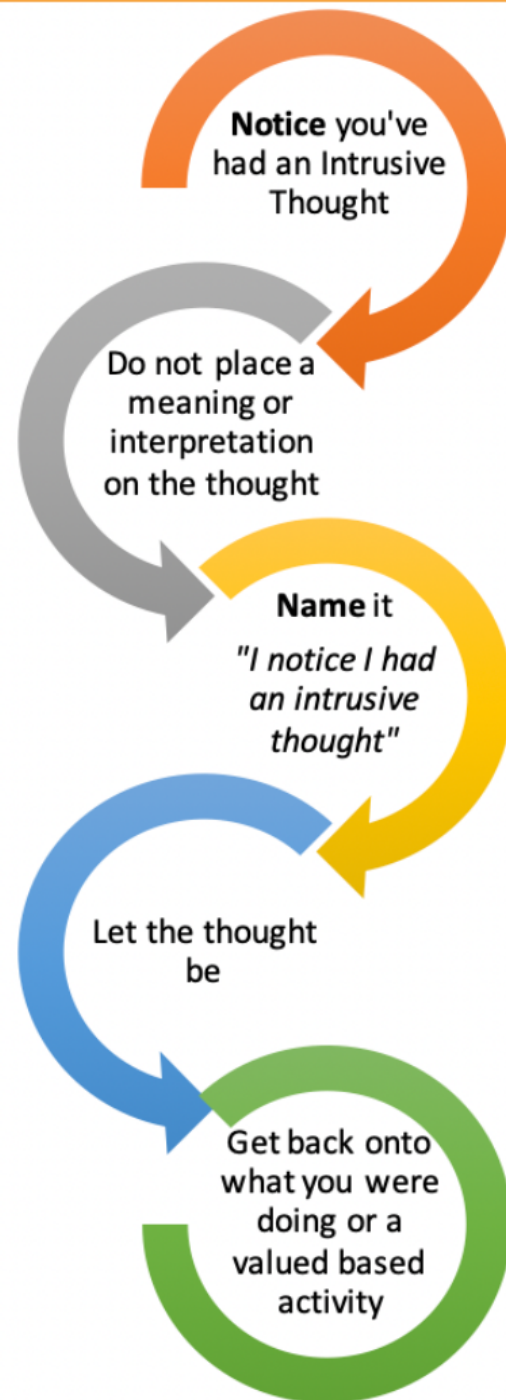 Notice you've
had an Intrusive
Thought
Do not place a
meaning or
interpretation
on the thought
Name it
"I notice I had
an intrusive
thought"
Let the thought
be
Get back onto
what you were
doing or a
valued based
activity